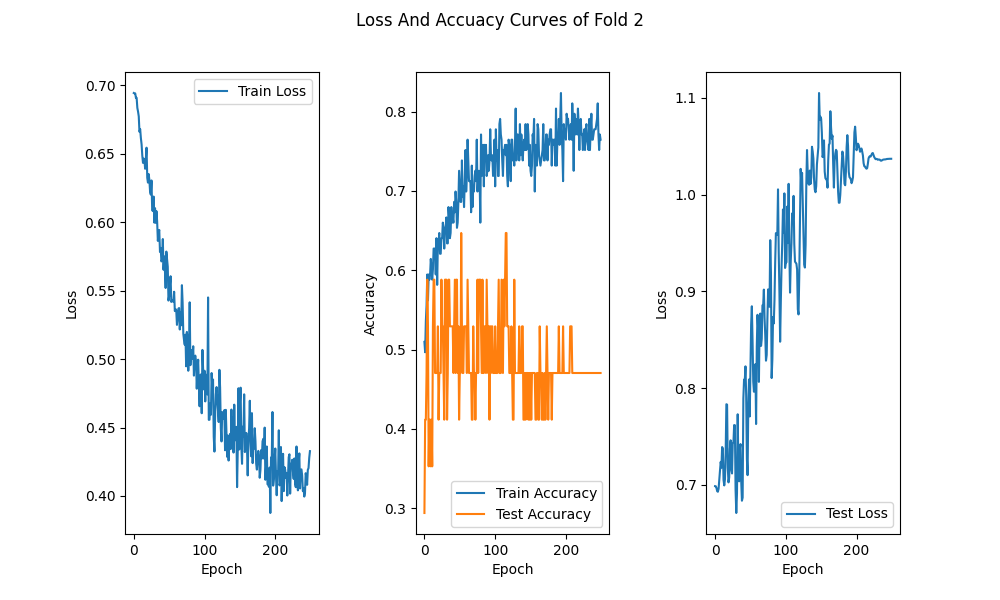 Loss And Accuacy Curves of Fold 2
Loss
0.70
0.65
0.60
0.55
0.50
0.45
0.40
Train Loss
0 100 200
Epoch
Accuracy
0.8
0.7
0.6
0.5
0.4
0.3
Train Accuracy
Test Accuracy
0 100 200
Epoch
Loss
1.1
1.0
0.9
0.8
0.7
Test Loss
0 100 200
Epoch